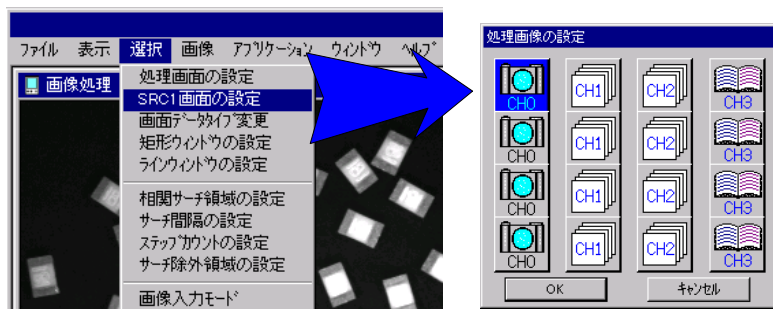 ファイル 表示 選択 画像 アプリケーション ウィンドウ ヘルプ
画像処理
処理画面の設定
SRC1画面の設定
画面データタイプ変更
矩形ウィンドウの設定
ラインウィンドウの設定
相関サーチ領域の設定
サーチ間隔の設定
ステップカウントの設定
サーチ除外領域の設定
画像入力モード
処理画像の設定
CH0 CH1 CH2 CH3
CH0 CH1 CH2 CH3
CH0 CH1 CH2 CH3
CH0 CH1 CH2 CH3
OK キャンセル